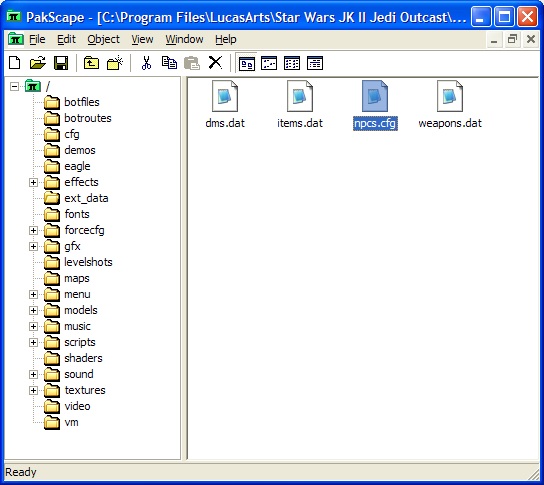 PakScape - [C:\Program Files\LucasArts\Star Wars JK II Jedi Outcast\...
File Edit Object View Window Help
/
botfiles
botroutes
cfg
demos
eagle
effects
ext_data
fonts
forcecfg
gfx
levelshots
maps
menu
models
music
scripts
shaders
sound
textures
video
vm
dms.dat items.dat npcs.cfg weapons.dat
Ready